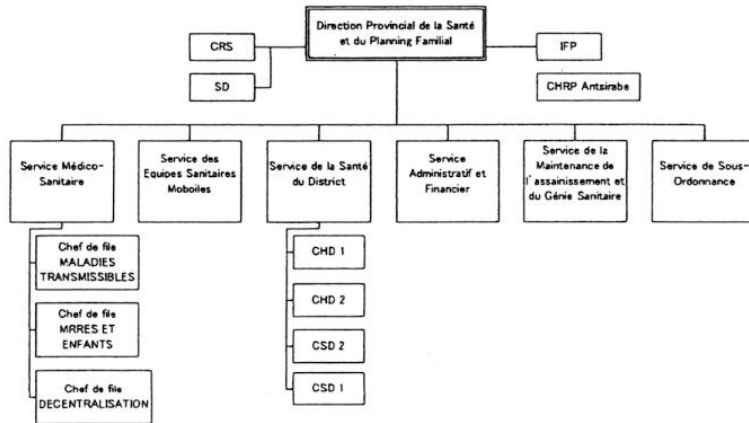 Direction Provincial de la Santé
et du Planning Familial
CRS
IFP
SD
CHRP Antsirabe
Service Médico-
Sanitaire
Service des
Equipes Sanitaires
Moboiles
Service de la Santé
du District
Service
Administratif et
Financier
Service de la
Maintenance de
l'assainissement et
du Génie Sanitaire
Service de Sous-
Ordonnance
Chef de file
MALADIES
TRANSMISSIBLES
Chef de file
MRRES ET
ENFANTS
Chef de file
DECENTRALISATION
CHD 1
CHD 2
CSD 2
CSD 1